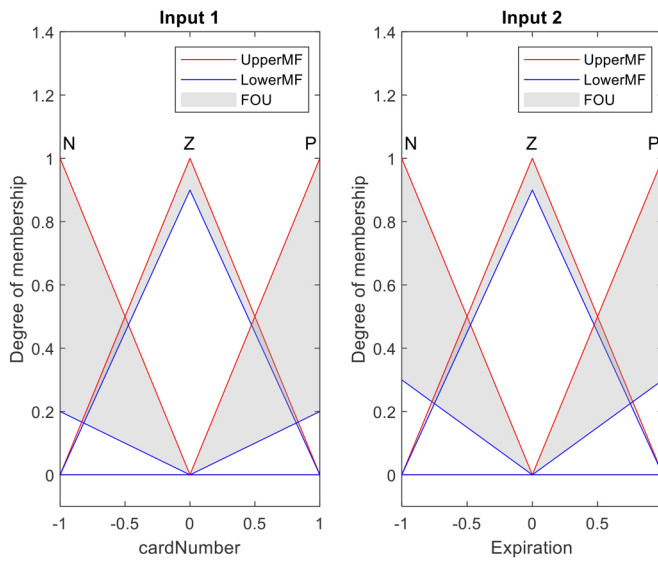 Input 1
UpperMF
LowerMF
FOU
N
Z
P
Degree of membership
1.4
1.2
1
0.8
0.6
0.4
0.2
0
-1
-0.5
0
0.5
1
cardNumber
Input 2
UpperMF
LowerMF
FOU
N
Z
P
Degree of membership
1.4
1.2
1
0.8
0.6
0.4
0.2
0
-1
-0.5
0
0.5
Expiration